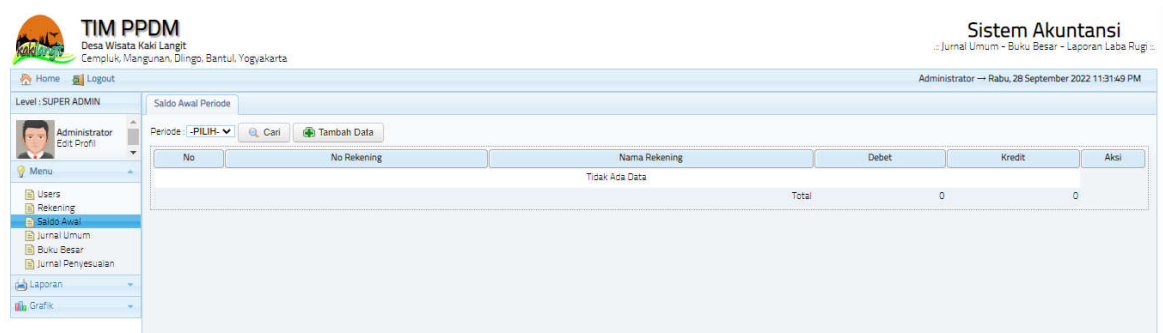 TIM PPDM
Desa Wisata Kaki Langit
Cempluk, Mangunan, Dlingo, Bantul, Yogyakarta
Sistem Akuntansi
.:: Jurnal Umum - Buku Besar - Laporan Laba Rugi ::.
Home Logout
Administrator → Rabu, 28 September 2022 11:31:49 PM
Level : SUPER ADMIN
Saldo Awal Periode
Administrator
Edit Profil
Periode : -PILIH- Cari Tambah Data
No No Rekening Nama Rekening Debet Kredit Aksi
Tidak Ada Data
Total 0 0
Menu
Users
Rekening
Saldo Awal
Jurnal Umum
Buku Besar
Jurnal Penyesuaian
Laporan
Grafik